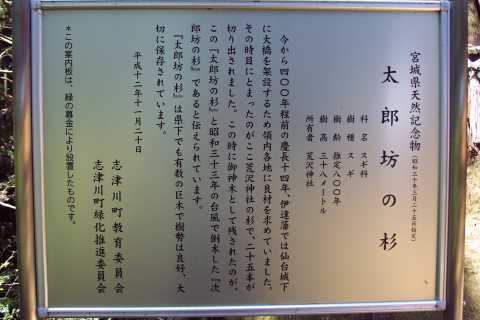 宮城県天然記念物（昭和三十年三月二十五日指定）
太郎坊の杉
科名 スギ科
樹種 スギ
樹齢 推定八〇〇年
樹高 三十八メートル
所有者 荒沢神社
今から四〇〇年程前の慶長十四年、伊達藩では仙台城下
に大橋を架設するため領内各地に良材を求めていました。
その時目にとまったのがここ荒沢神社の杉で、二十五本が
切り出されました。この時に御神木として残されたのが、
この『太郎坊の杉』と昭和三十三年の台風で倒木した『次
郎坊の杉』であると伝えられています。
『太郎坊の杉』は県下でも有数の巨木で樹勢は良好、大
切に保存されています。
平成十二年十一月二十日
志津川町教育委員会
志津川町緑化推進委員会
＊この案内板は、緑の募金により設置したものです。